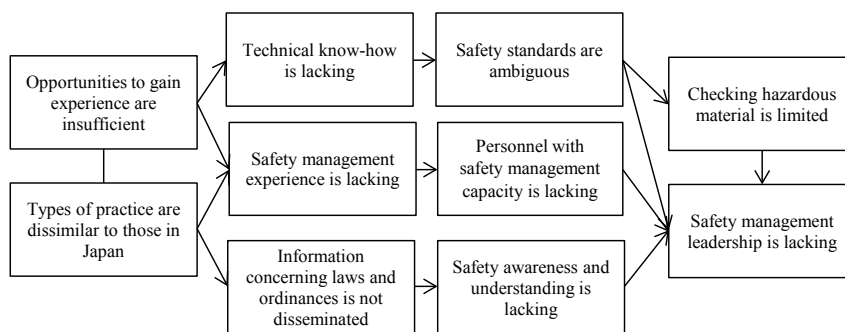 Opportunities to gain
experience are
insufficient
Types of practice are
dissimilar to those in
Japan
Technical know-how
is lacking
Safety management
experience is lacking
Information
concerning laws and
ordinances is not
disseminated
Safety standards are
ambiguous
Personnel with
safety management
capacity is lacking
Safety awareness and
understanding is
lacking
Checking hazardous
material is limited
Safety management
leadership is lacking